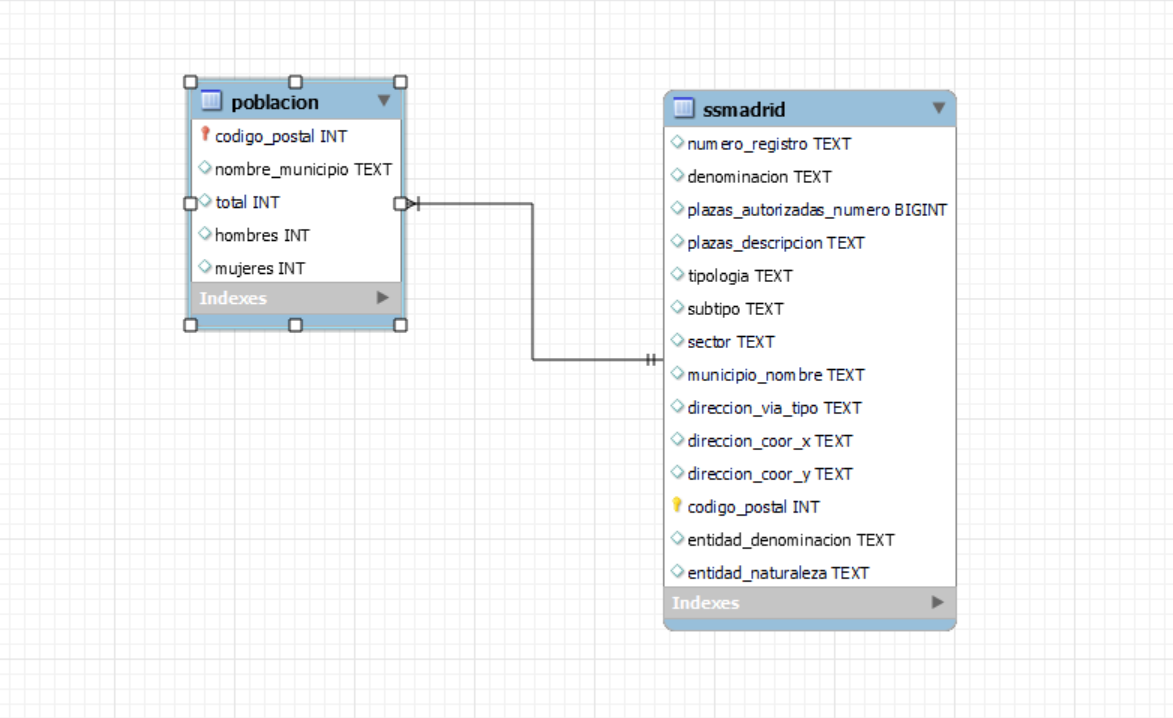 poblacion
codigo_postal INT
nombre_municipio TEXT
total INT
hombres INT
mujeres INT
Indexes
ssmadrid
numero_registro TEXT
denominacion TEXT
plazas_autorizadas_numero BIGINT
plazas_descripcion TEXT
tipologia TEXT
subtipo TEXT
sector TEXT
municipio_nombre TEXT
direccion_via_tipo TEXT
direccion_coor_x TEXT
direccion_coor_y TEXT
codigo_postal INT
entidad_denominacion TEXT
entidad_naturaleza TEXT
Indexes